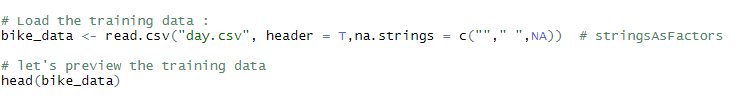 # Load the training data :
bike_data <- read.csv("day.csv", header = T,na.strings = c(""," ",NA))  # stringsAsFactors
# let's preview the training data
head(bike_data)